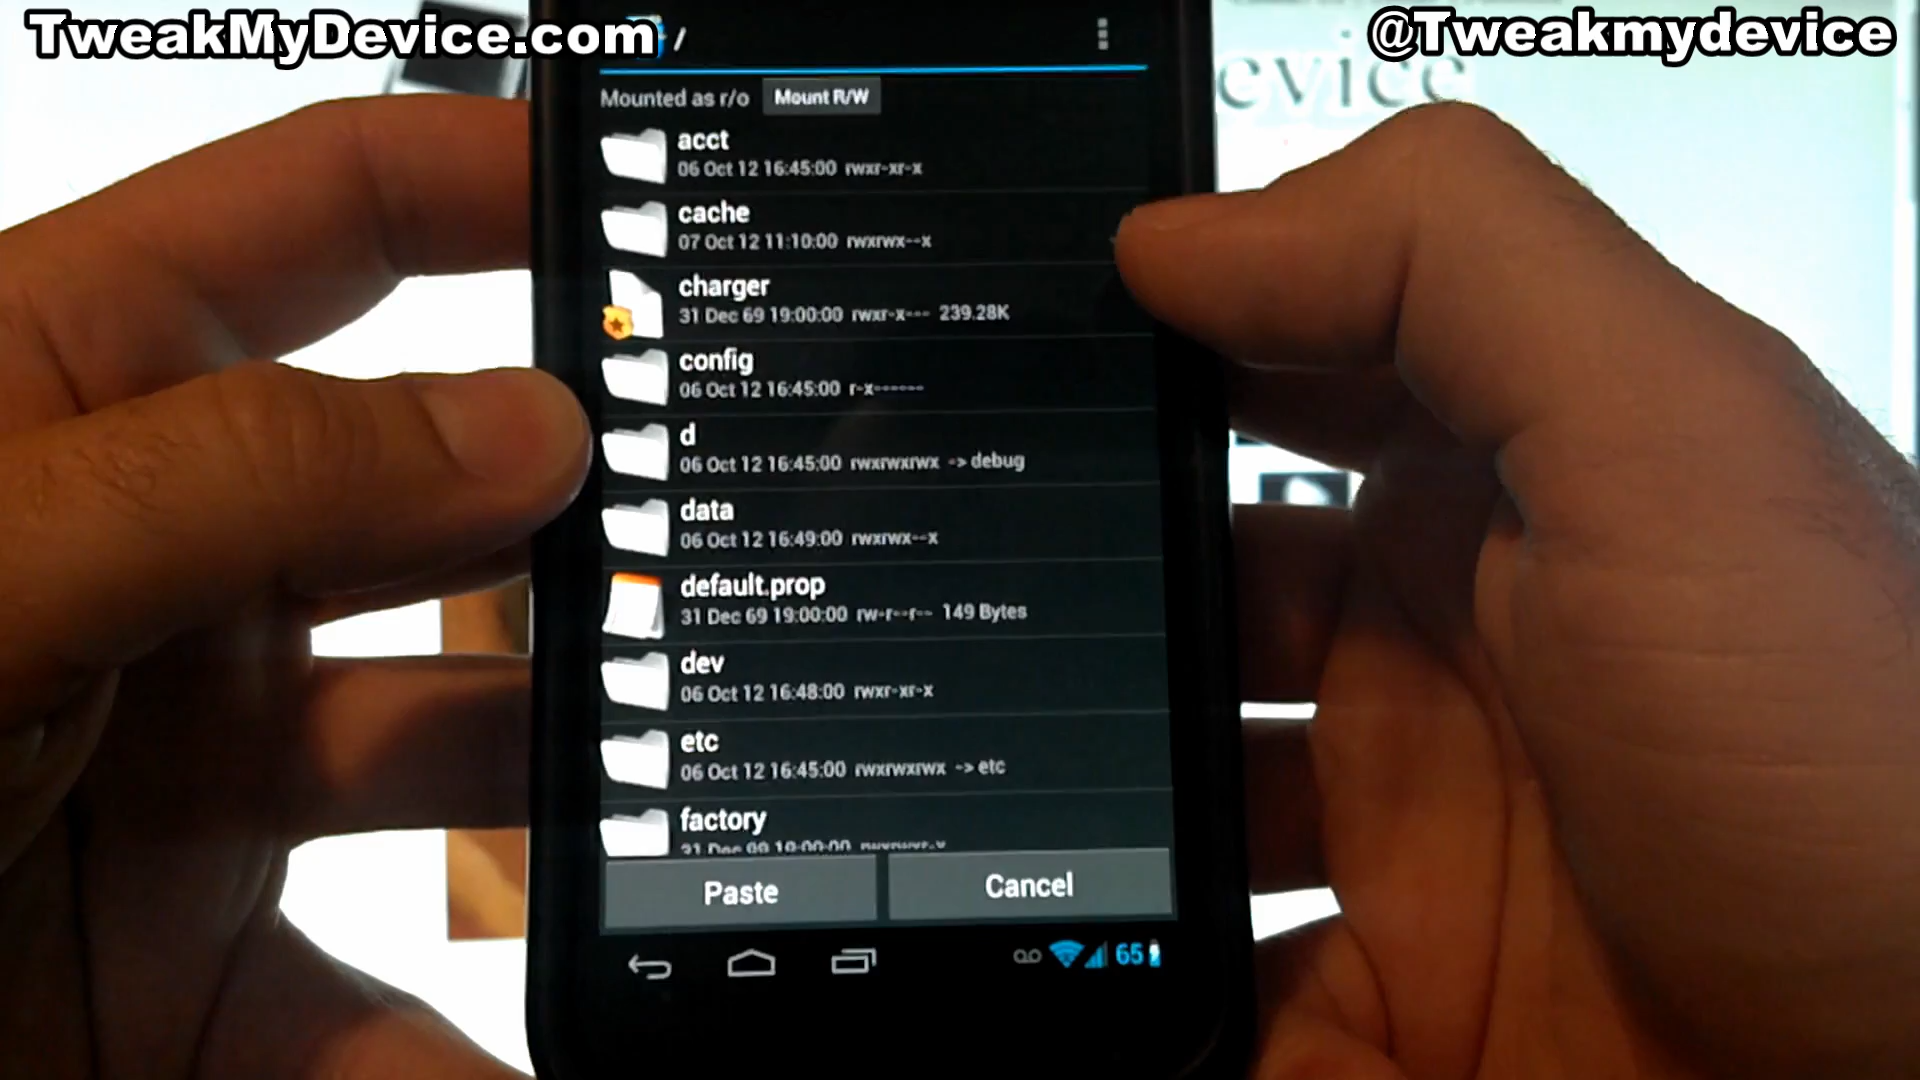 TweakMyDevice.com
@Tweakmydevice
evice
/
Mounted as r/o Mount R/W
acct
06 Oct 12 16:45:00 rwxr-xr-x
cache
07 Oct 12 11:10:00 rwxrwx--x
charger
31 Dec 69 19:00:00 rwxr-x--- 239.28K
config
06 Oct 12 16:45:00 r-x------
d
06 Oct 12 16:45:00 rwxrwxrwx -> debug
data
06 Oct 12 16:49:00 rwxrwx--x
default.prop
31 Dec 69 19:00:00 rw-r--r-- 149 Bytes
dev
06 Oct 12 16:48:00 rwxr-xr-x
etc
06 Oct 12 16:45:00 rwxrwxrwx -> etc
factory
Paste Cancel
65